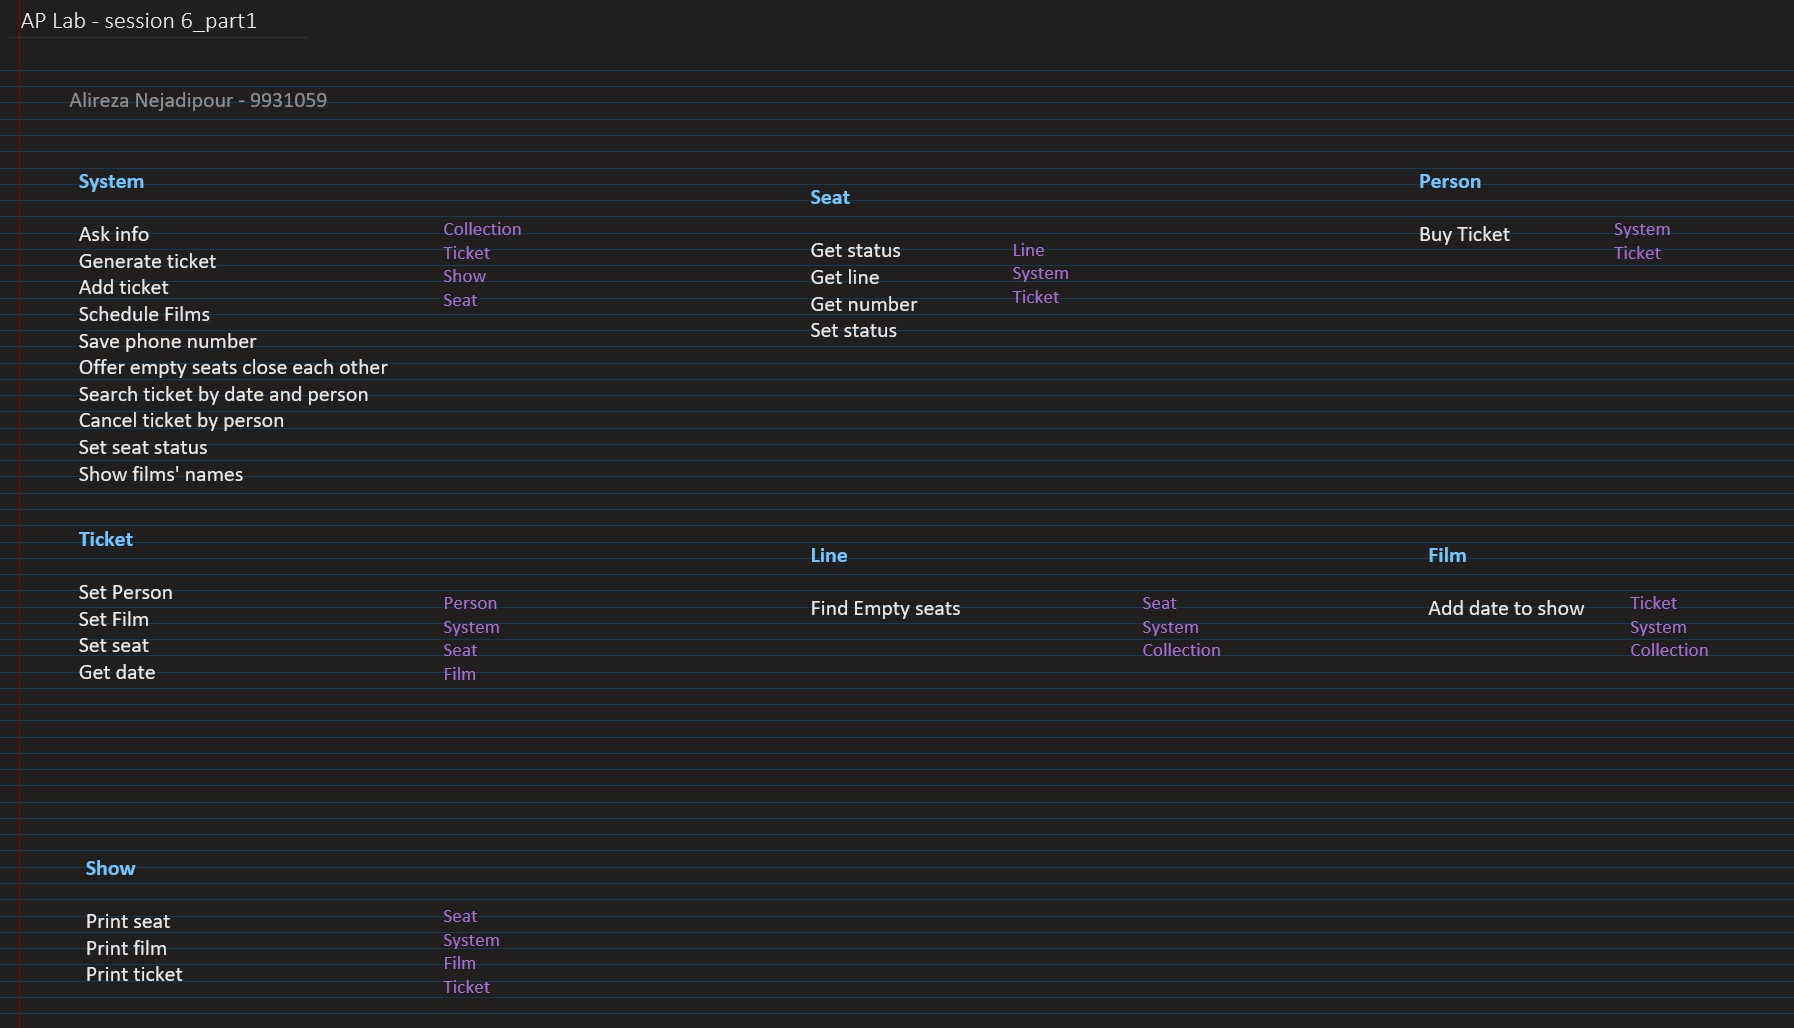 AP Lab - session 6_part1
Alireza Nejadipour - 9931059
System
Ask info
Generate ticket
Add ticket
Schedule Films
Save phone number
Offer empty seats close each other
Search ticket by date and person
Cancel ticket by person
Set seat status
Show films' names
Collection
Ticket
Show
Seat
Seat
Get status
Get line
Get number
Set status
Line
System
Ticket
Person
Buy Ticket
System
Ticket
Ticket
Set Person
Set Film
Set seat
Get date
Person
System
Seat
Film
Line
Find Empty seats
Seat
System
Collection
Film
Add date to show
Ticket
System
Collection
Show
Print seat
Print film
Print ticket
Seat
System
Film
Ticket